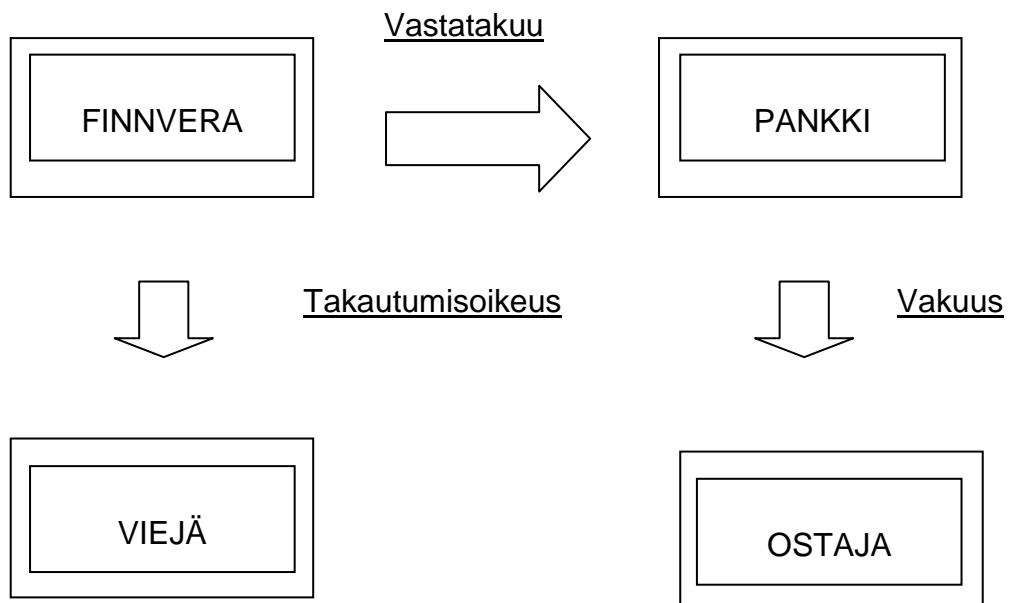 Vastatakuu
FINNVERA
PANKKI
Takautumisoikeus
Vakuus
VIEJÄ
OSTAJA